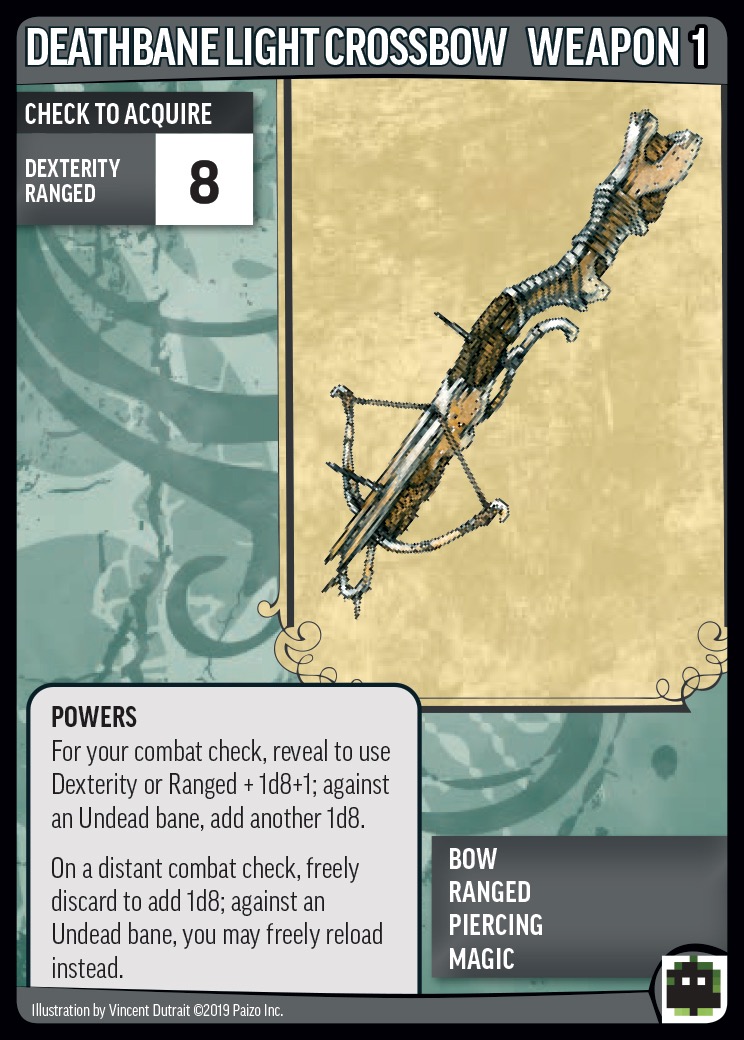 DEATHBANE LIGHT CROSSBOW WEAPON 1
CHECK TO ACQUIRE
DEXTERITY
RANGED
8
POWERS
For your combat check, reveal to use
Dexterity or Ranged + 1d8+1; against
an Undead bane, add another 1d8.
On a distant combat check, freely
discard to add 1d8; against an
Undead bane, you may freely reload
instead.
BOW
RANGED
PIERCING
MAGIC
Illustration by Vincent Dutrait ©2019 Paizo Inc.